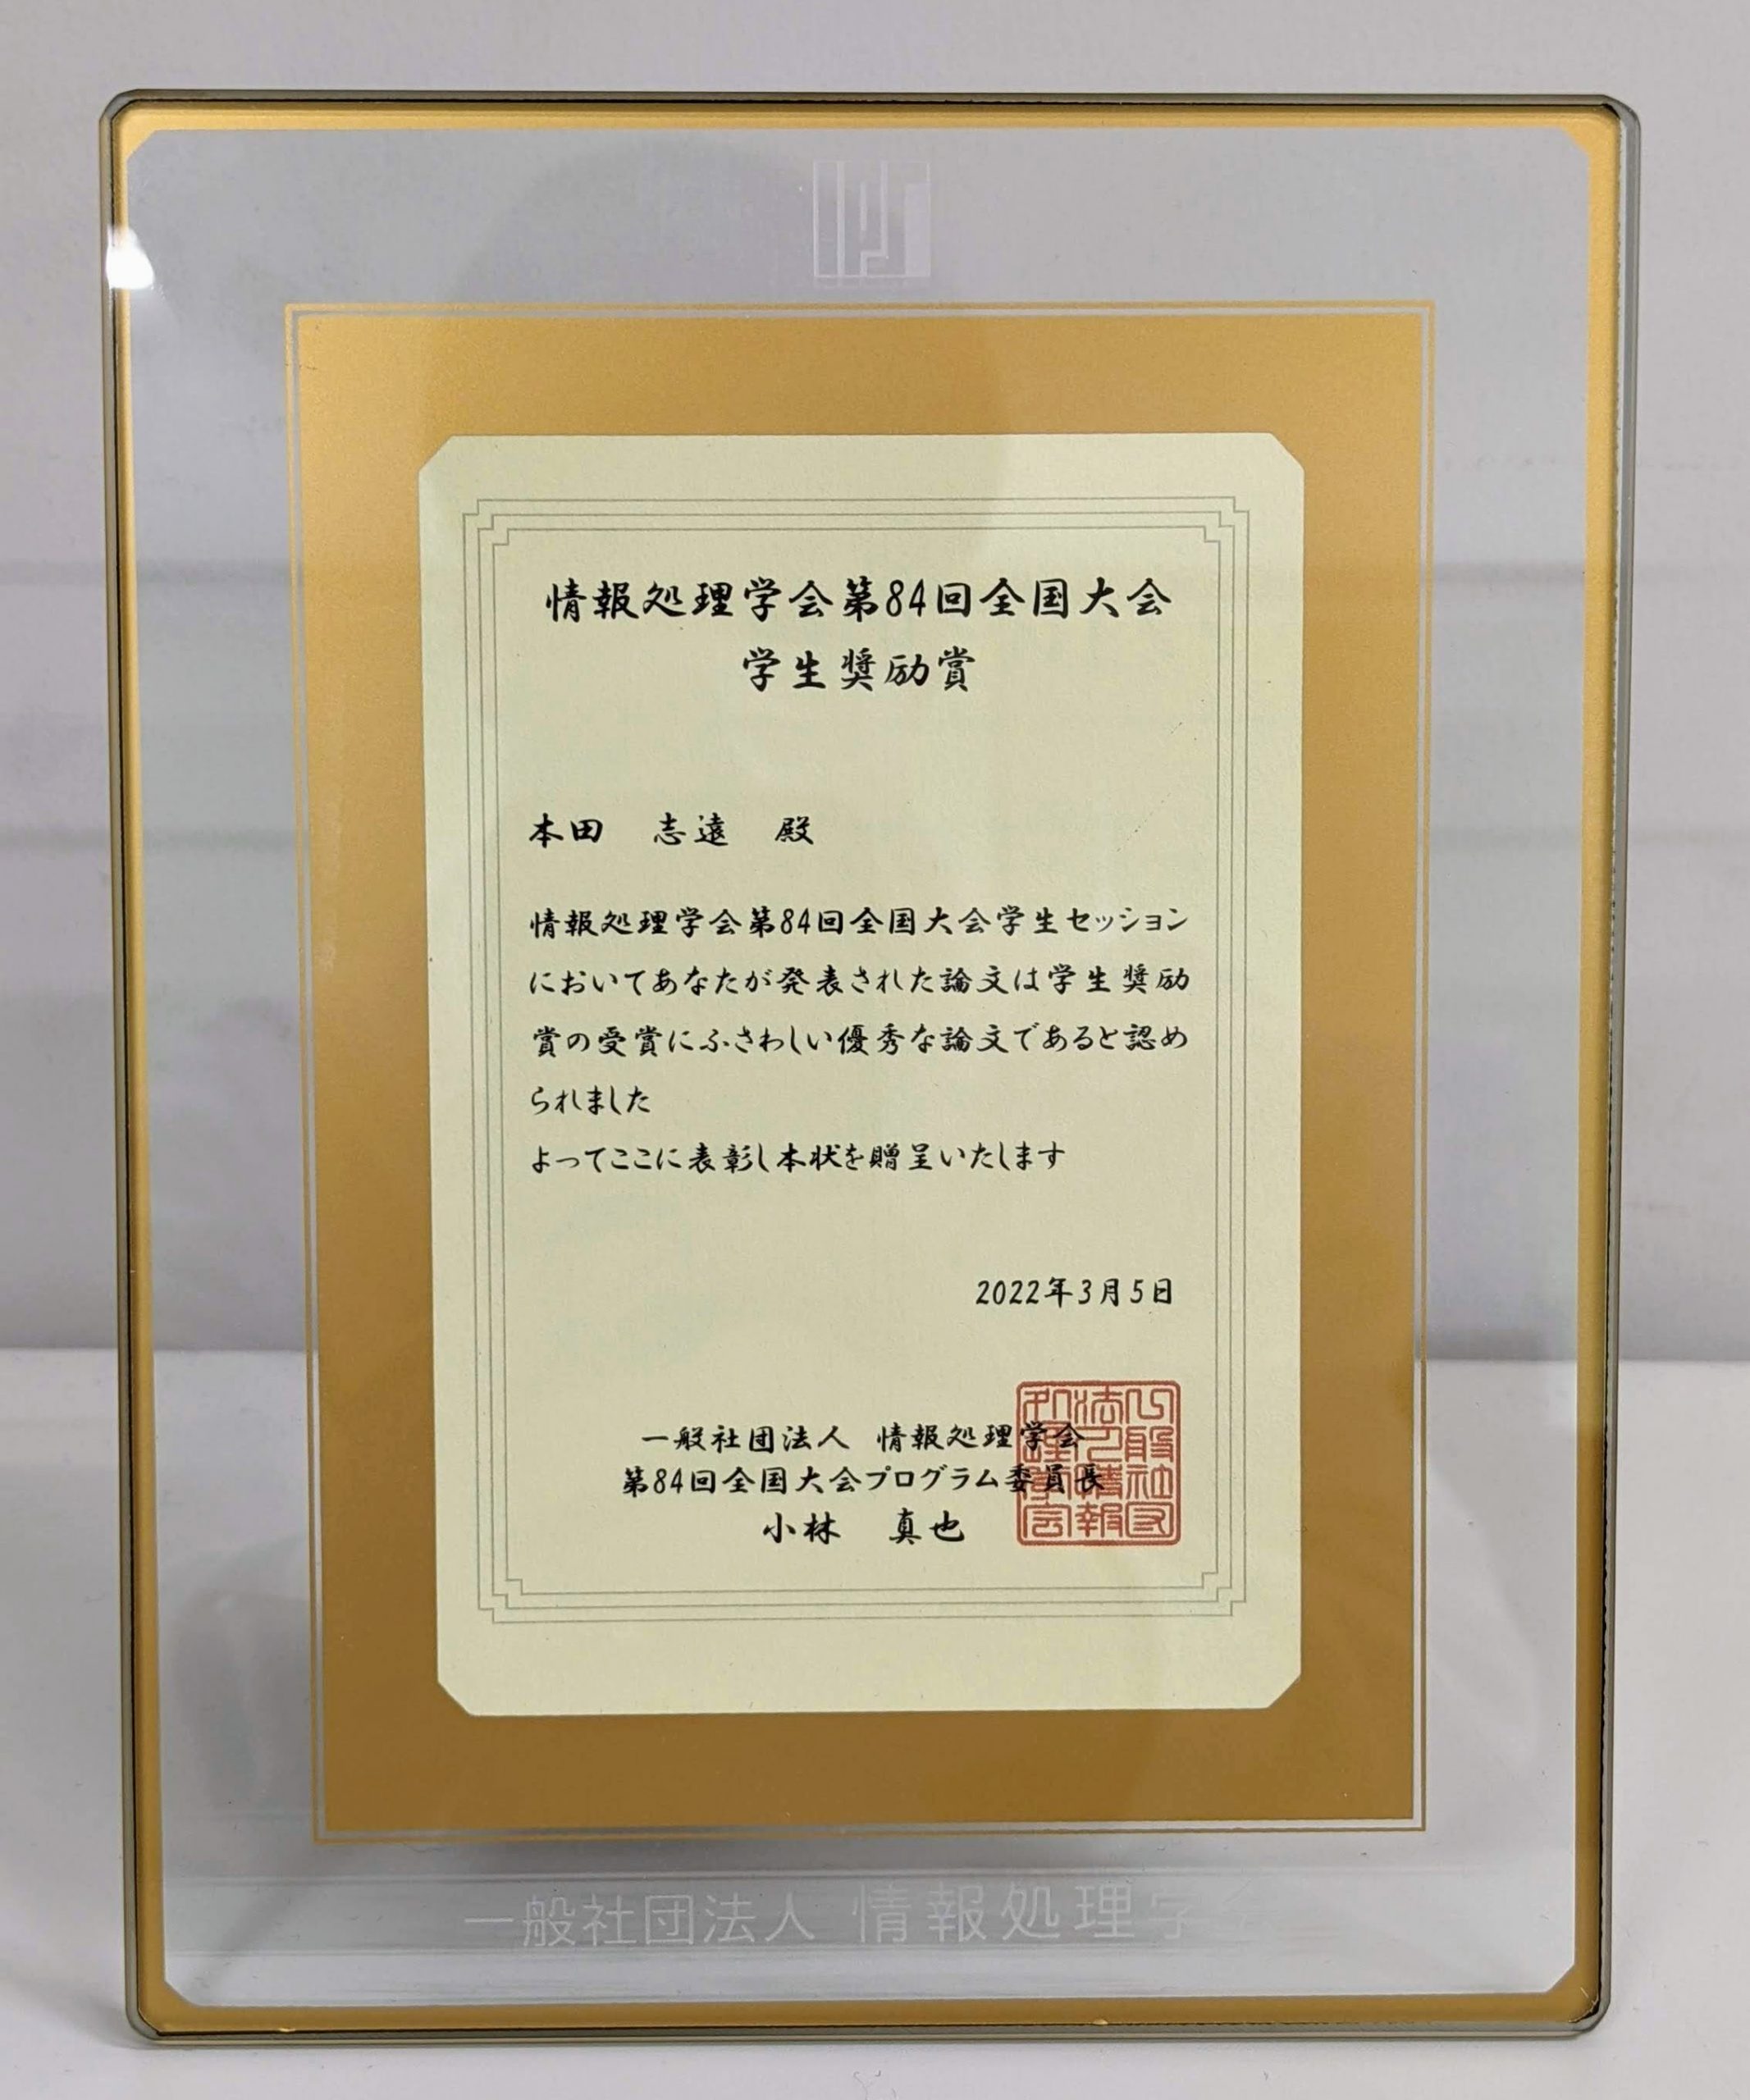 情報処理学会第84回全国大会
学生奨励賞
本田　志遠　殿
情報処理学会第84回全国大会学生セッション
においてあなたが発表された論文は学生奨励
賞の受賞にふさわしい優秀な論文であると認め
られました
よってここに表彰し本状を贈呈いたします
2022年3月5日
一般社団法人 情報処理学会
第84回全国大会プログラム委員長
小林　真也
一般社団法人 情報処理学会